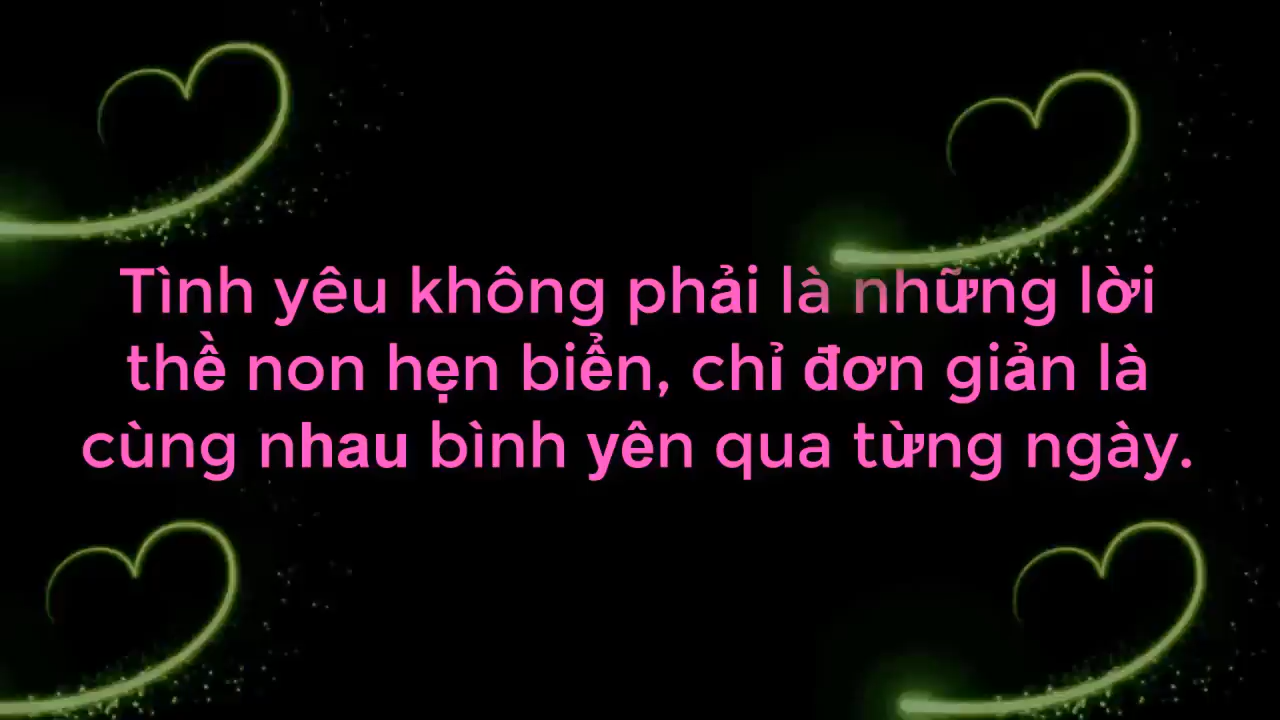 Tình yêu không phải là những lời
thề non hẹn biển, chỉ đơn giản là
cùng nhau bình yên qua từng ngày.